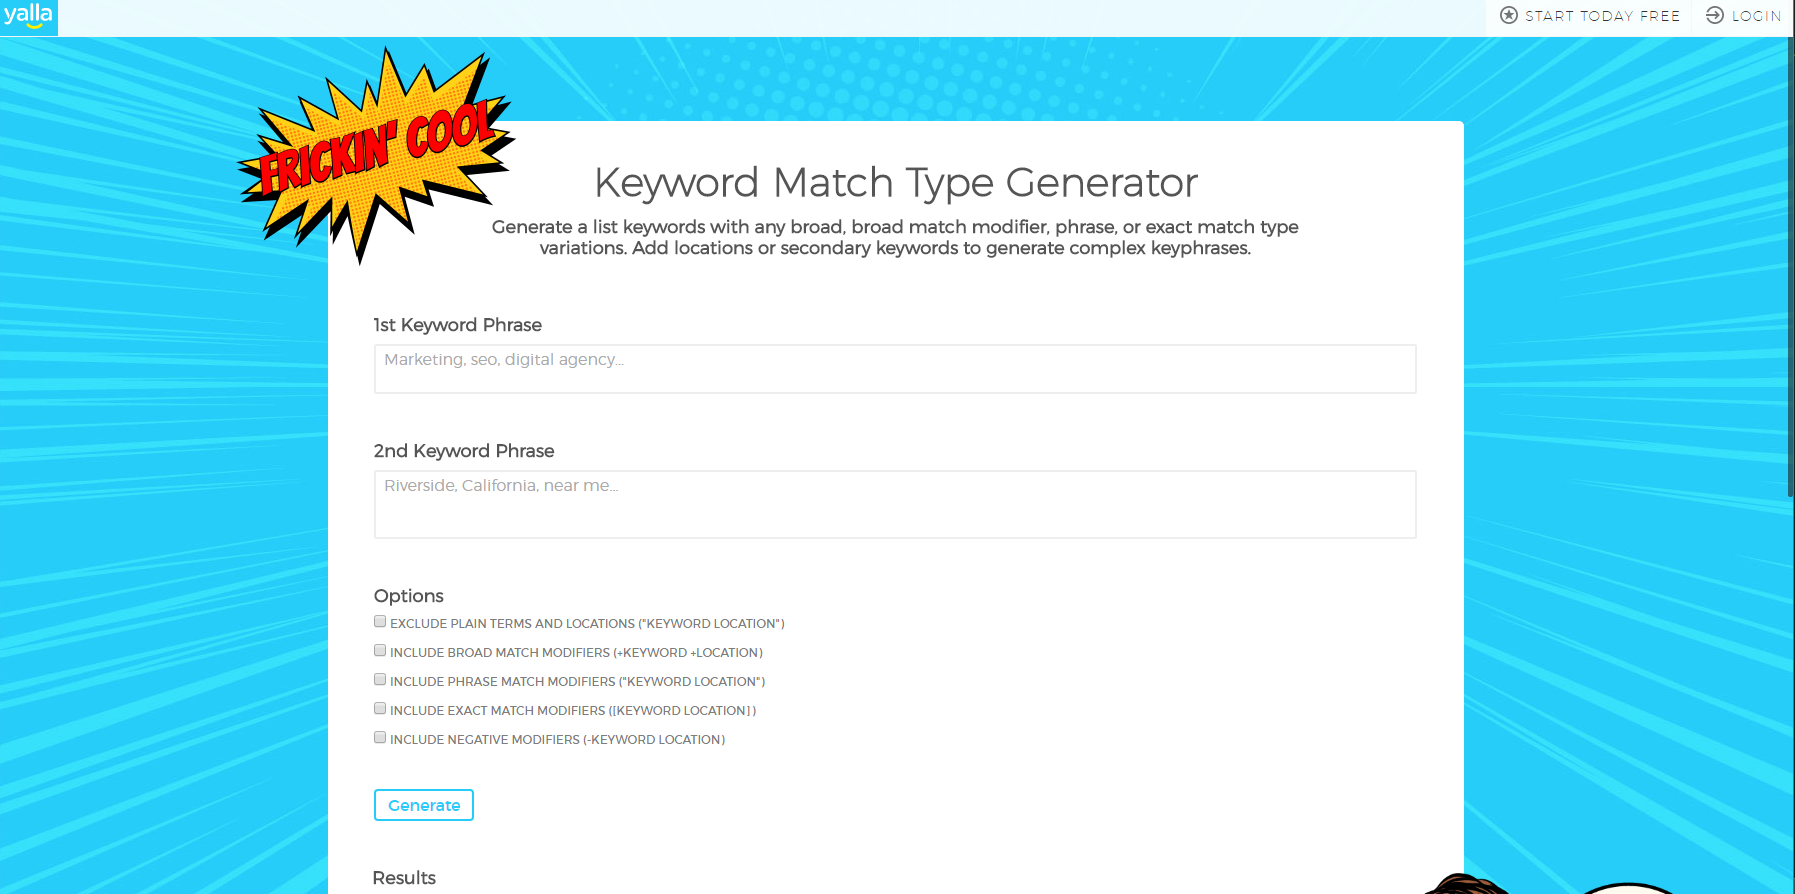 yalla
START TODAY FREE
LOGIN
FRICKIN' COOL
Keyword Match Type Generator
Generate a list keywords with any broad, broad match modifier, phrase, or exact match type
variations. Add locations or secondary keywords to generate complex keyphrases.
1st Keyword Phrase
Marketing, seo, digital agency...
2nd Keyword Phrase
Riverside, California, near me...
Options
EXCLUDE PLAIN TERMS AND LOCATIONS ("KEYWORD LOCATION")
INCLUDE BROAD MATCH MODIFIERS (+KEYWORD +LOCATION)
INCLUDE PHRASE MATCH MODIFIERS ("KEYWORD LOCATION")
INCLUDE EXACT MATCH MODIFIERS ([KEYWORD LOCATION])
INCLUDE NEGATIVE MODIFIERS (-KEYWORD LOCATION)
Generate
Results